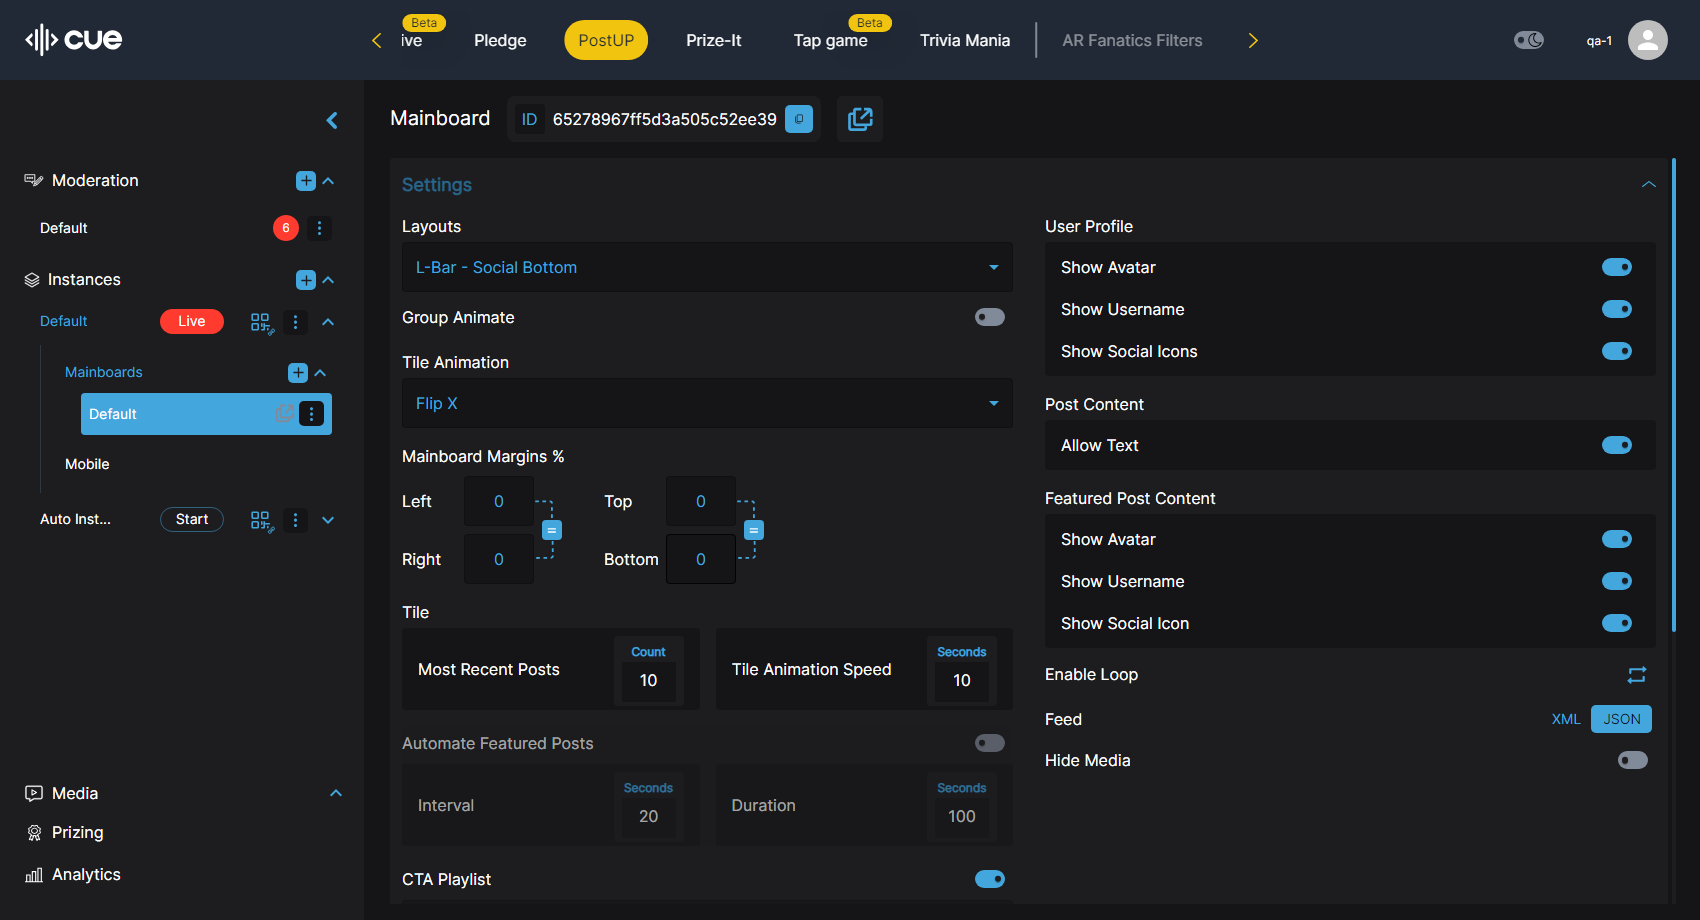 cue
ive
Beta
Pledge
PostUP
Prize-It
Tap game
Beta
Trivia Mania
AR Fanatics Filters
qa-1
Mainboard
ID
65278967ff5d3a505c52ee39
Moderation
Default
6
Instances
Default
Live
Mainboards
Default
Mobile
Auto Inst...
Start
Media
Prizing
Analytics
Settings
Layouts
L-Bar - Social Bottom
Group Animate
Tile Animation
Flip X
Mainboard Margins %
Left 0 Top 0
= =
Right 0 Bottom 0
Tile
Most Recent Posts
Count
10
Tile Animation Speed
Seconds
10
Automate Featured Posts
Interval
Seconds
20
Duration
Seconds
100
CTA Playlist
User Profile
Show Avatar
Show Username
Show Social Icons
Post Content
Allow Text
Featured Post Content
Show Avatar
Show Username
Show Social Icon
Enable Loop
Feed XML JSON
Hide Media